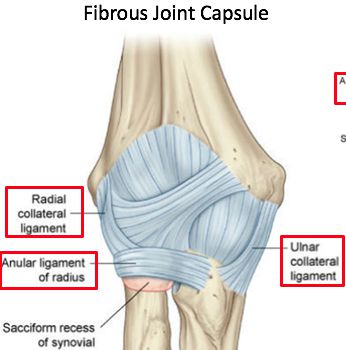 Fibrous Joint Capsule
Radial
collateral
ligament
Anular ligament
of radius
Ulnar
collateral
ligament
Sacciform recess
of synovial